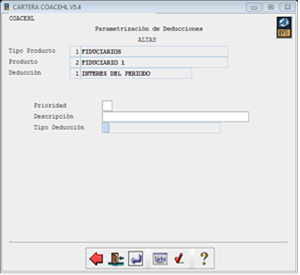 CARTERA COACEHL V5.4
COACEHL
Parametrización de Deducciones
ALTAS
Tipo Producto 1 FIDUCIARIOS
Producto 2 FIDUCIARIO 1
Deducción 1 INTERES DEL PERIODO
Prioridad
Descripción
Tipo Deducción